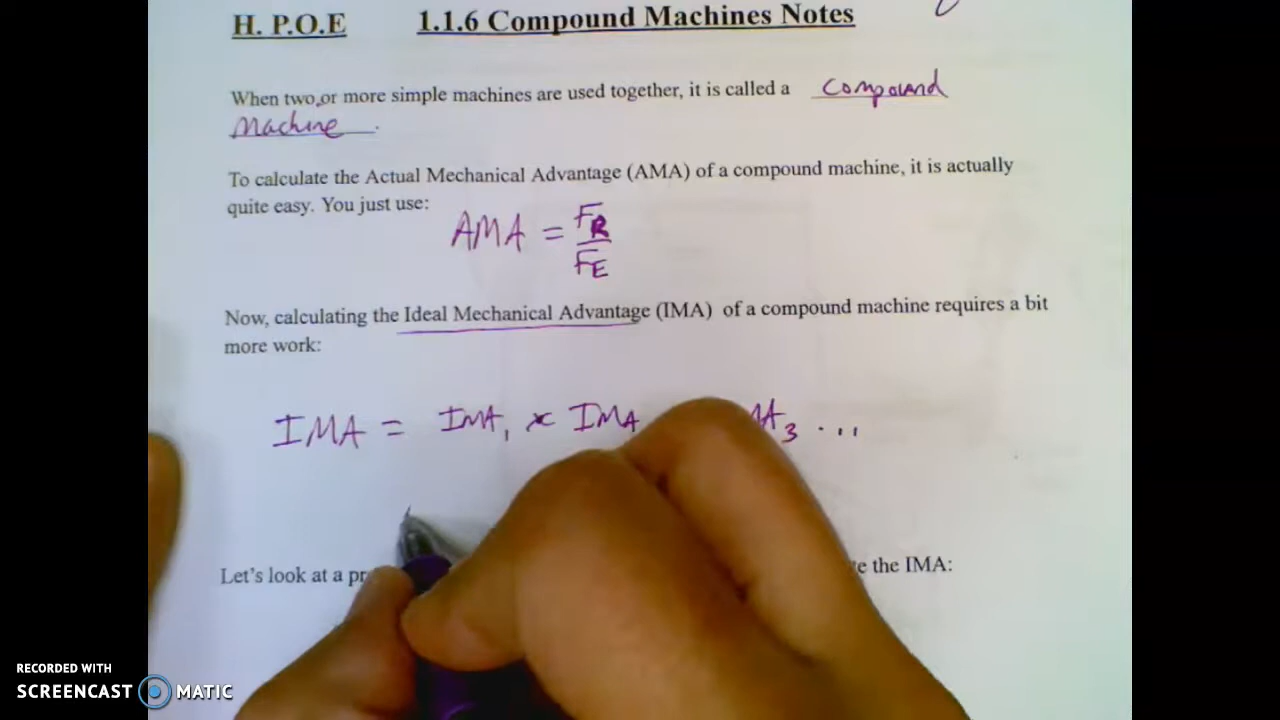 H. P.O.E 1.1.6 Compound Machines Notes
When two or more simple machines are used together, it is called a compound
Machine.
To calculate the Actual Mechanical Advantage (AMA) of a compound machine, it is actually
quite easy. You just use:
AMA = FR
FE
Now, calculating the Ideal Mechanical Advantage (IMA) of a compound machine requires a bit
more work:
IMA = IMA1 x IMA MA3 ...
Let's look at a pr e the IMA:
RECORDED WITH
SCREENCAST MATIC